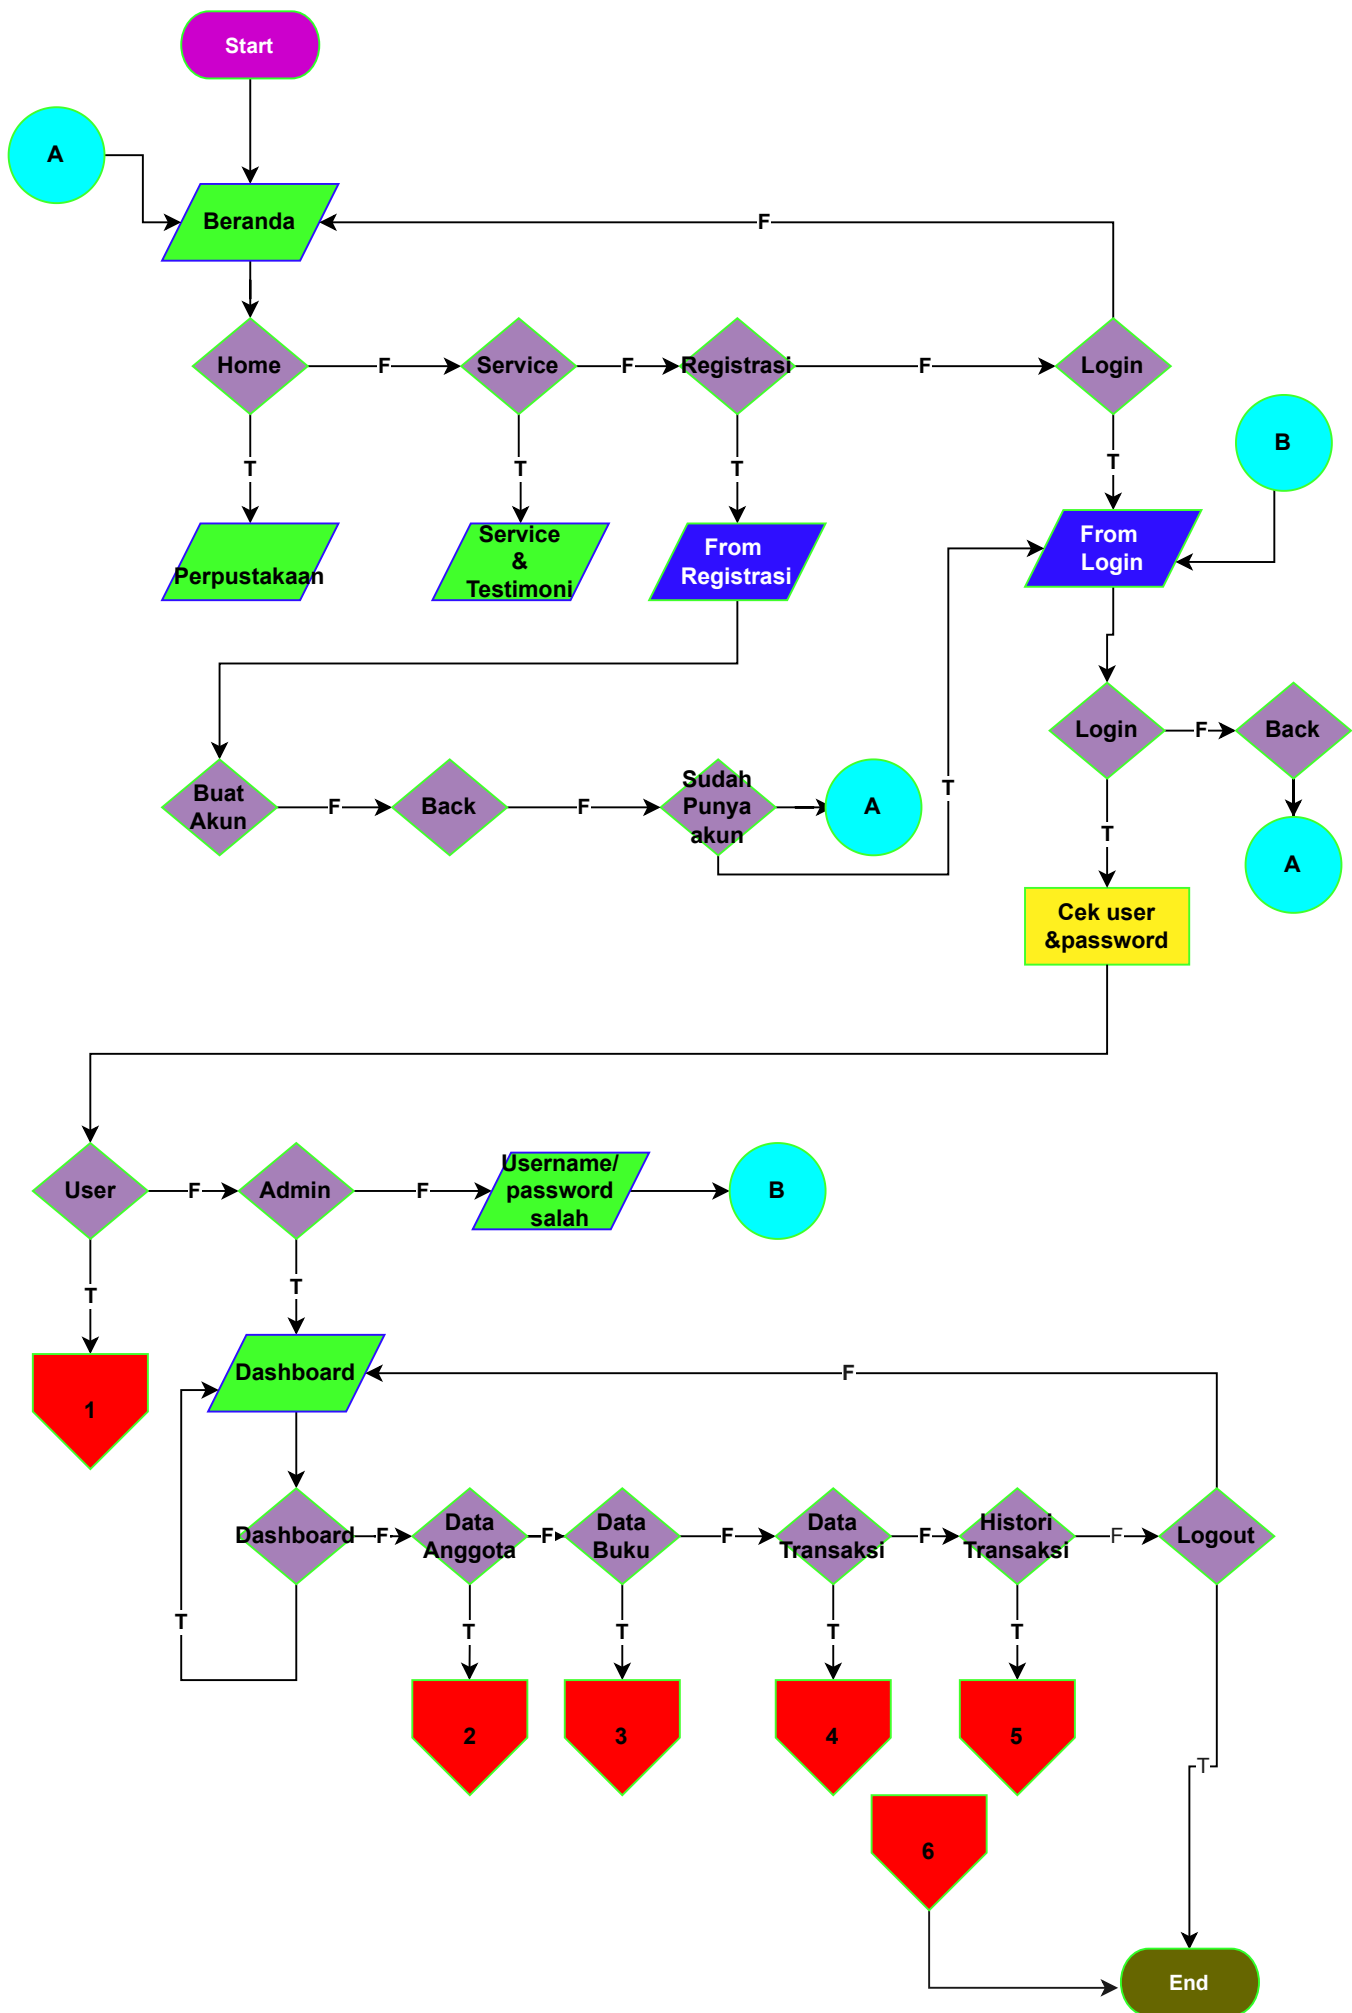 Start
A
Beranda
F
Home
F
Service
F
Registrasi
F
Login
B
T
T
T
T
Perpustakaan
Service
&
Testimoni
From
Registrasi
From
Login
Login
F
Back
Buat
Akun
F
Back
F
Sudah
Punya
akun
A
T
T
A
Cek user
&password
User
F
Admin
F
Username/
password
salah
B
T
T
1
Dashboard
F
Dashboard
F
Data
Anggota
F
Data
Buku
F
Data
Transaksi
F
Histori
Transaksi
F
Logout
T
T
T
T
T
2
3
4
5
T
6
End